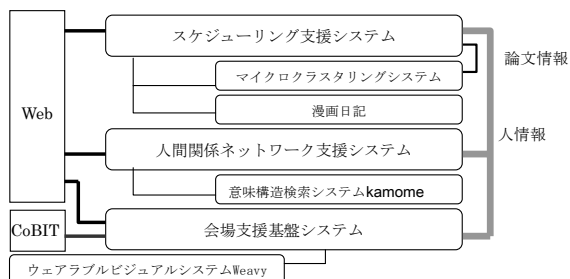 スケジューリング支援システム
論文情報
マイクロクラスタリングシステム
漫画日記
Web
人情報
人間関係ネットワーク支援システム
意味構造検索システムkamome
CoBIT
会場支援基盤システム
ウェアラブルビジュアルシステムWeavy